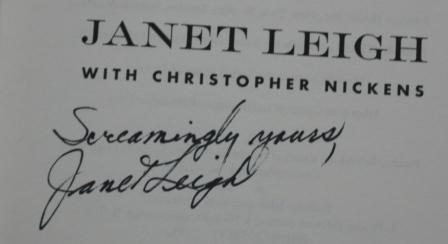 JANET LEIGH
WITH CHRISTOPHER NICKENS
Screamingly yours,
Janet Leigh